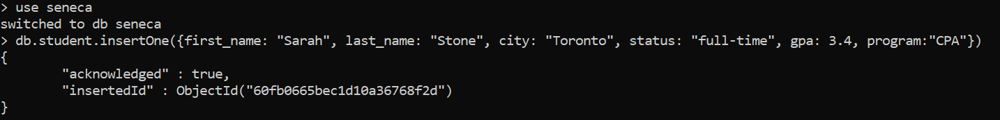 > use seneca
switched to db seneca
> db.student.insertOne({first_name: "Sarah", last_name: "Stone", city: "Toronto", status: "full-time", gpa: 3.4, program:"CPA"})
{
        "acknowledged" : true,
        "insertedId" : ObjectId("60fb0665bec1d10a36768f2d")
}